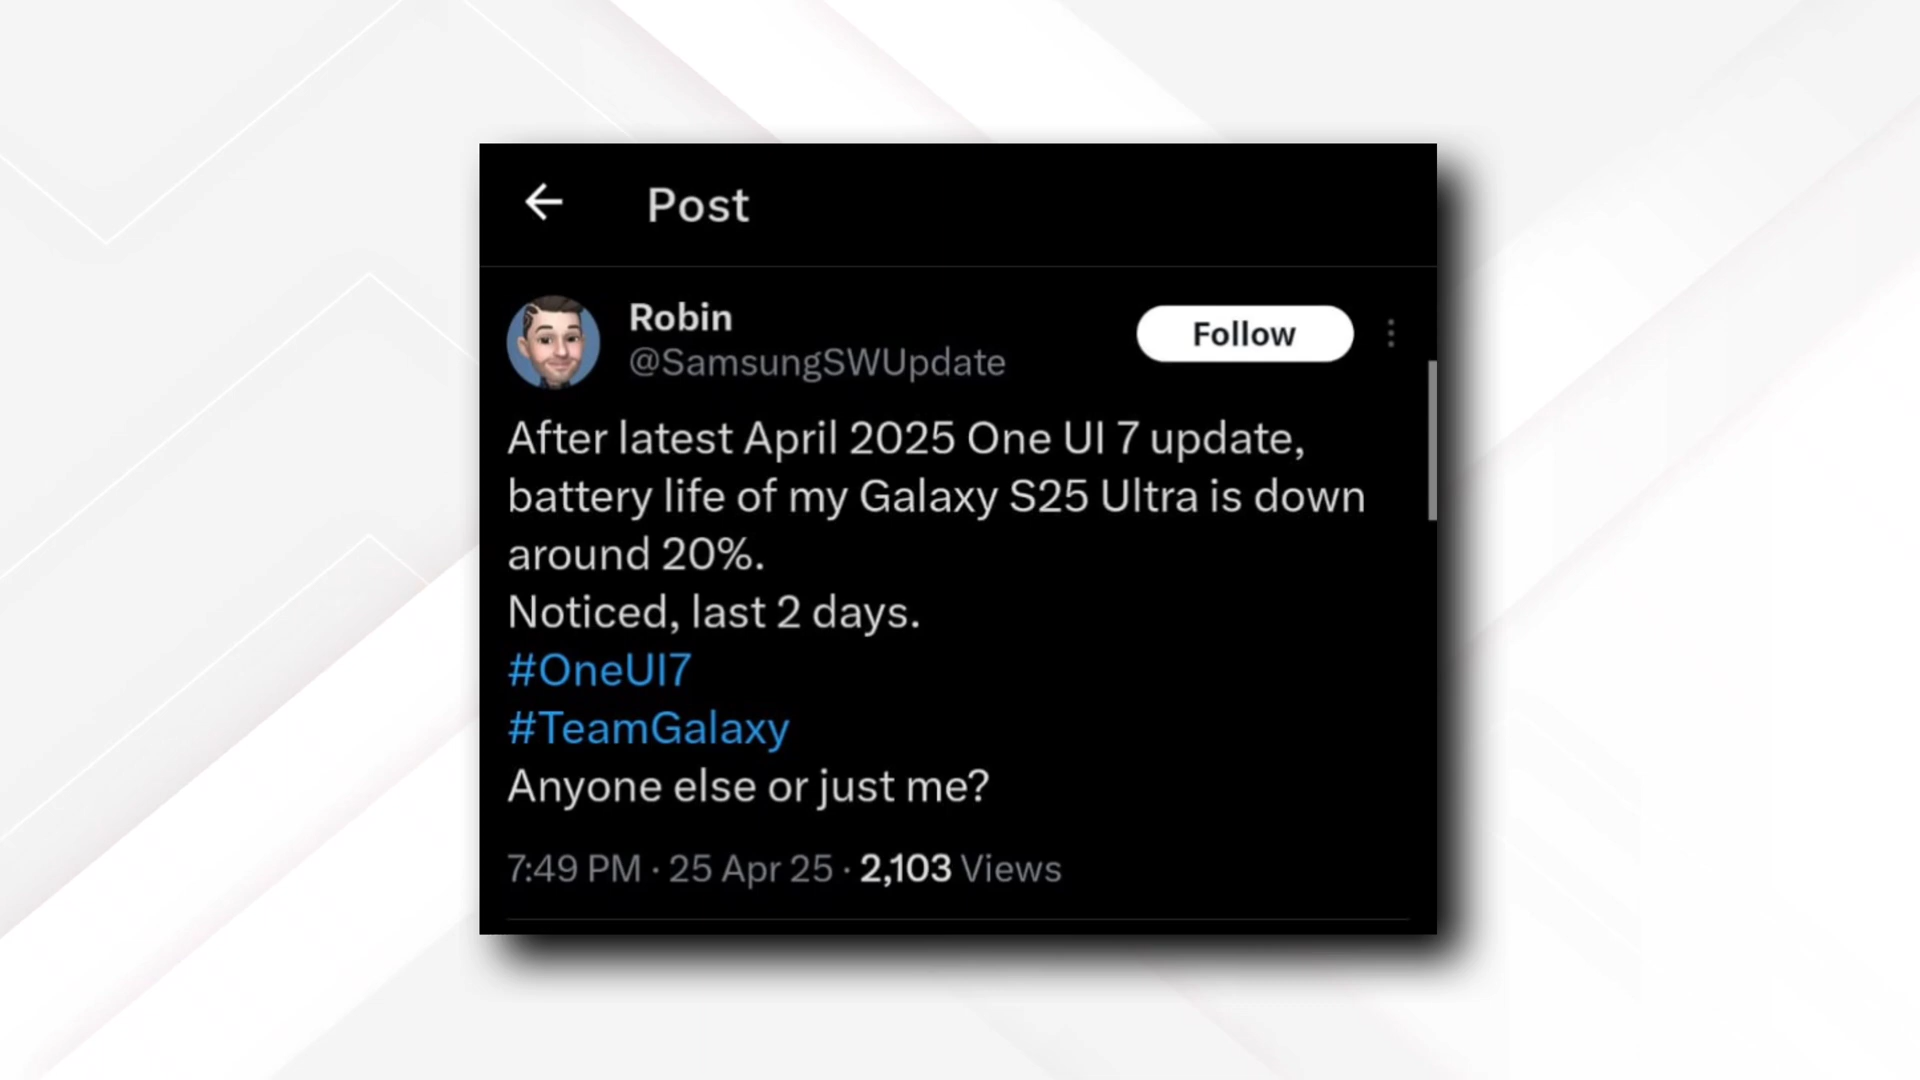 Post
Robin
@SamsungSWUpdate
Follow
After latest April 2025 One UI 7 update,
battery life of my Galaxy S25 Ultra is down
around 20%.
Noticed, last 2 days.
#OneUI7
#TeamGalaxy
Anyone else or just me?
7:49 PM · 25 Apr 25 · 2,103 Views